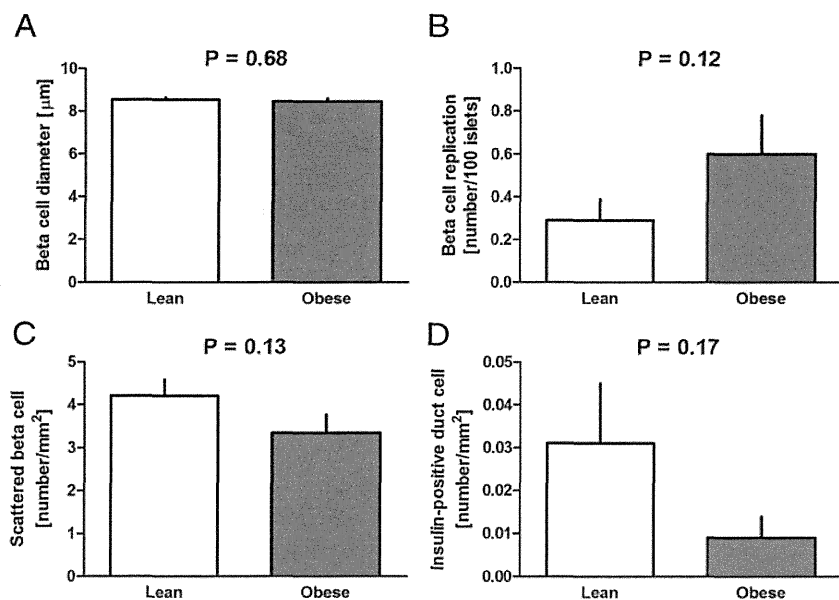 A
P = 0.68
Beta cell diameter [μm]
10
8
6
4
2
0
Lean
Obese
B
P = 0.12
Beta cell replication
[number/100 islets]
1.0
0.8
0.6
0.4
0.2
0.0
Lean
Obese
C
P = 0.13
Scattered beta cell
[number/mm²]
5
4
3
2
1
0
Lean
Obese
D
P = 0.17
Insulin-positive duct cell
[number/mm²]
0.05
0.04
0.03
0.02
0.01
0.00
Lean
Obese